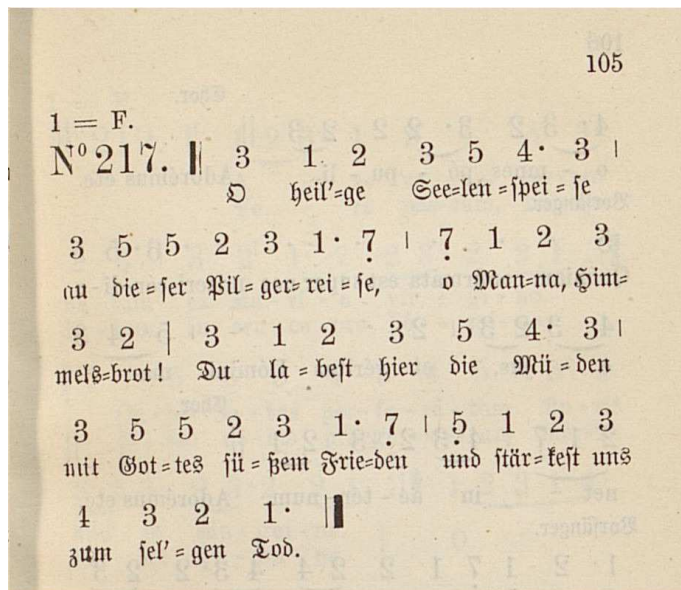 105
1 = F.
Nº 217. 3 1 2 3 5 4· 3 |
O heil'=ge See=len=spei=se
3 5 5 2 3 1· 7̣ | 7̣ 1 2 3
au die=ser Pil=ger=rei=se, o Man=na, Him=
3 2 | 3 1 2 3 5 4· 3 |
mels=brot! Du la=best hier die Mü=den
3 5 5 2 3 1· 7̣ | 5̣ 1 2 3
mit Got=tes sü=ßem Frie=den und stär=kest uns
4 3 2 1· ||
zum sel'=gen Tod.